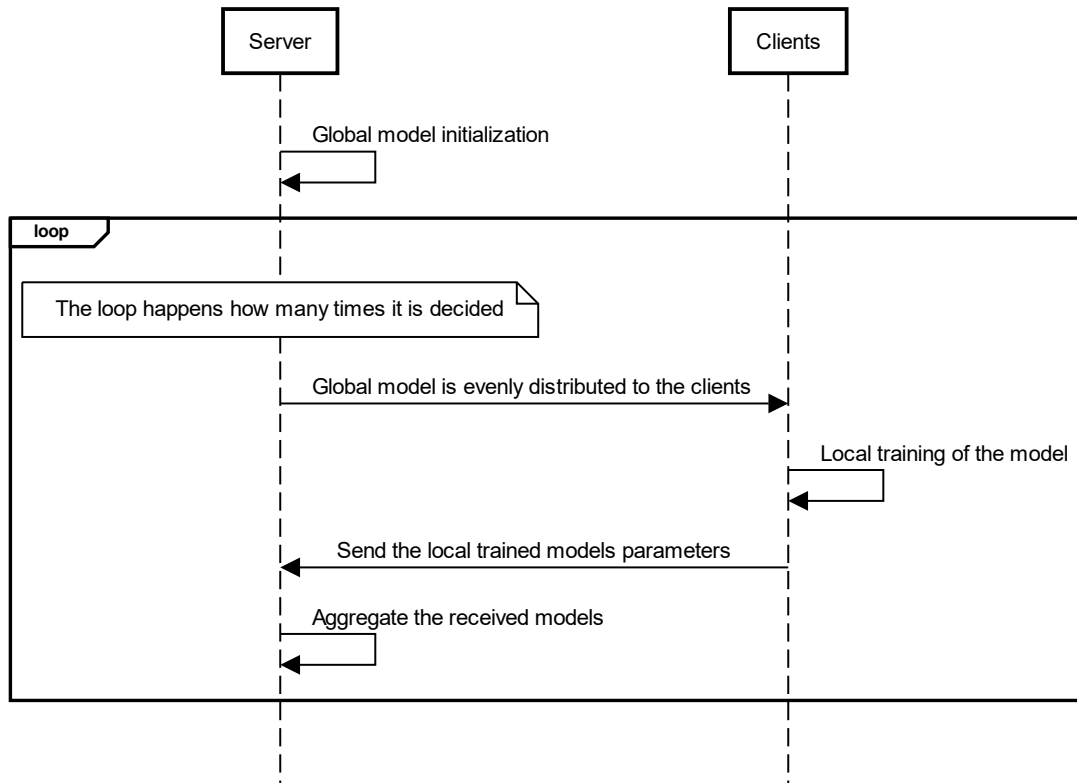 Server
Clients
Global model initialization
loop
The loop happens how many times it is decided
Global model is evenly distributed to the clients
Local training of the model
Send the local trained models parameters
Aggregate the received models